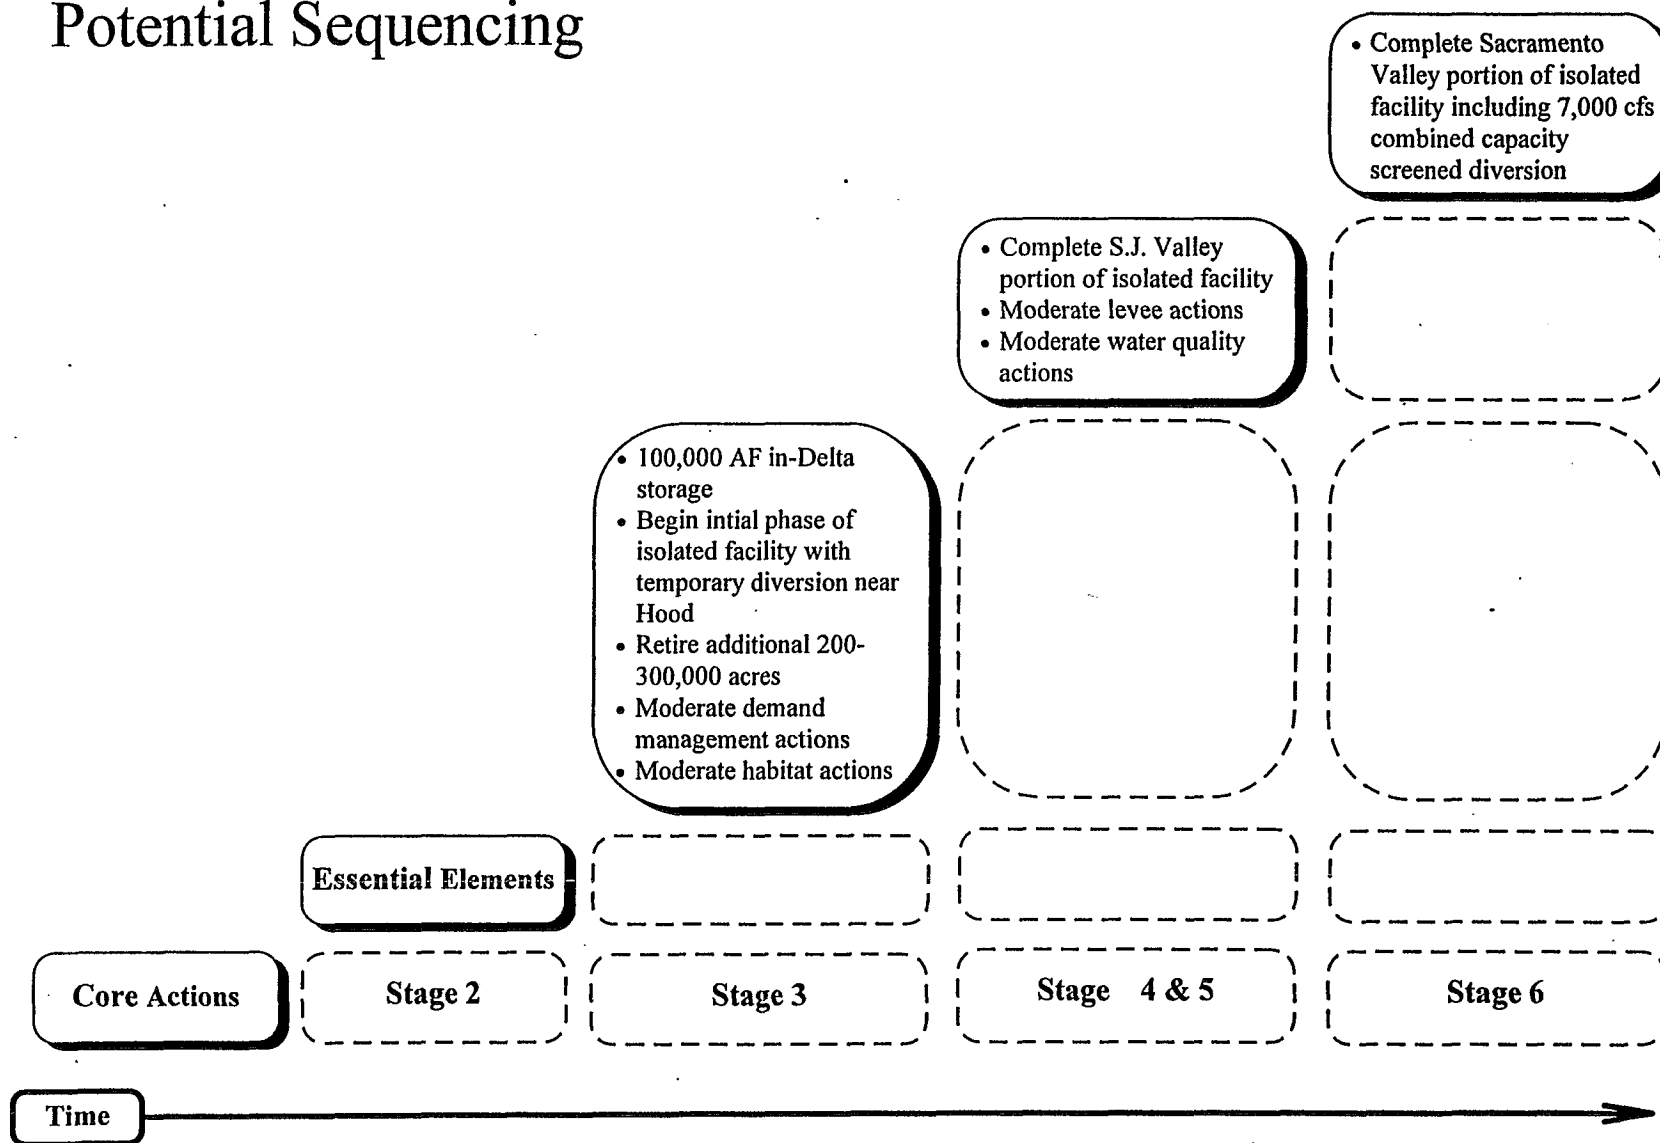 Potential Sequencing
• Complete Sacramento
Valley portion of isolated
facility including 7,000 cfs
combined capacity
screened diversion
• Complete S.J. Valley
portion of isolated facility
• Moderate levee actions
• Moderate water quality
actions
• 100,000 AF in-Delta
storage
• Begin intial phase of
isolated facility with
temporary diversion near
Hood
• Retire additional 200-
300,000 acres
• Moderate demand
management actions
• Moderate habitat actions
Essential Elements
Core Actions
Stage 2
Stage 3
Stage 4 & 5
Stage 6
Time